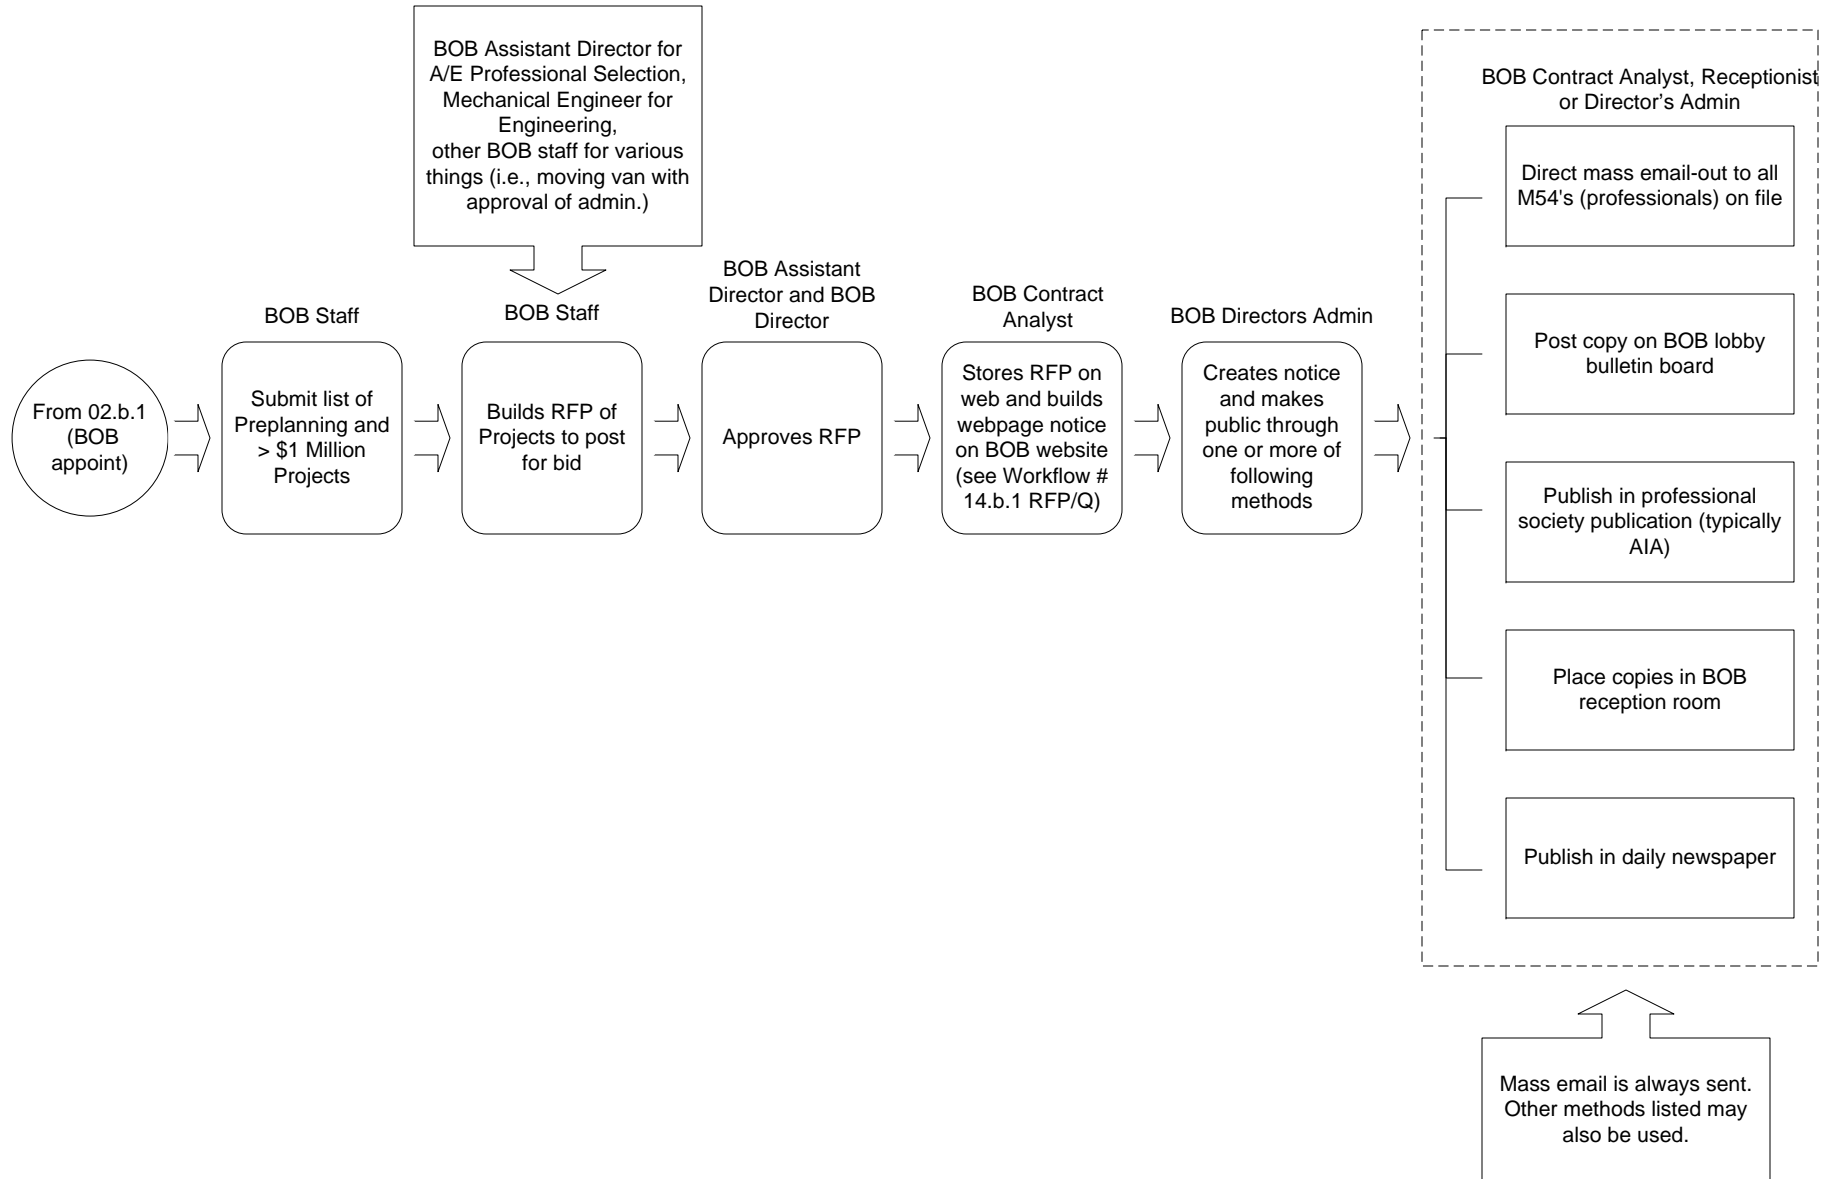 BOB Assistant Director for
A/E Professional Selection,
Mechanical Engineer for
Engineering,
other BOB staff for various
things (i.e., moving van with
approval of admin.)
From 02.b.1
(BOB
appoint)
BOB Staff
Submit list of
Preplanning and
> $1 Million
Projects
BOB Staff
Builds RFP of
Projects to post
for bid
BOB Assistant
Director and BOB
Director
Approves RFP
BOB Contract
Analyst
Stores RFP on
web and builds
webpage notice
on BOB website
(see Workflow #
14.b.1 RFP/Q)
BOB Directors Admin
Creates notice
and makes
public through
one or more of
following
methods
BOB Contract Analyst, Receptionist
or Director’s Admin
Direct mass email-out to all
M54's (professionals) on file
Post copy on BOB lobby
bulletin board
Publish in professional
society publication (typically
AIA)
Place copies in BOB
reception room
Publish in daily newspaper
Mass email is always sent.
Other methods listed may
also be used.